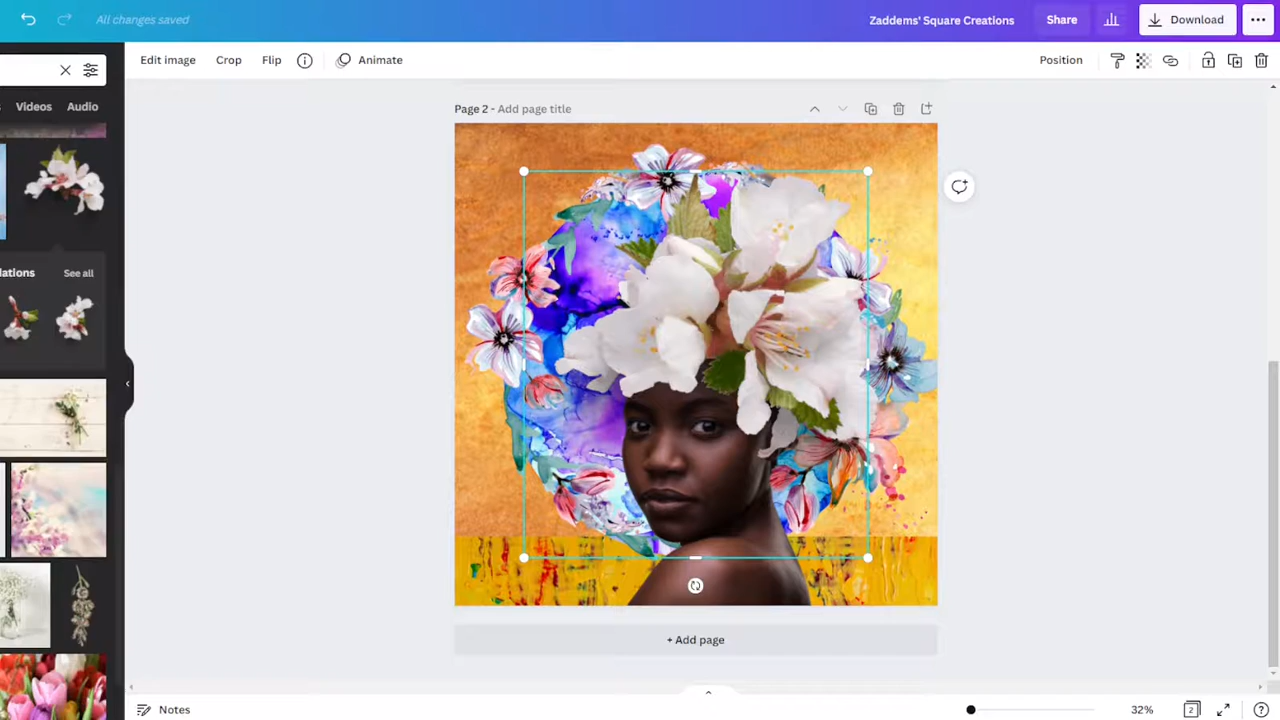 All changes saved
Zaddems' Square Creations
Share
Download
Edit image
Crop
Flip
Animate
Position
Videos
Audio
Page 2 - Add page title
See all
+ Add page
Notes
32%
2